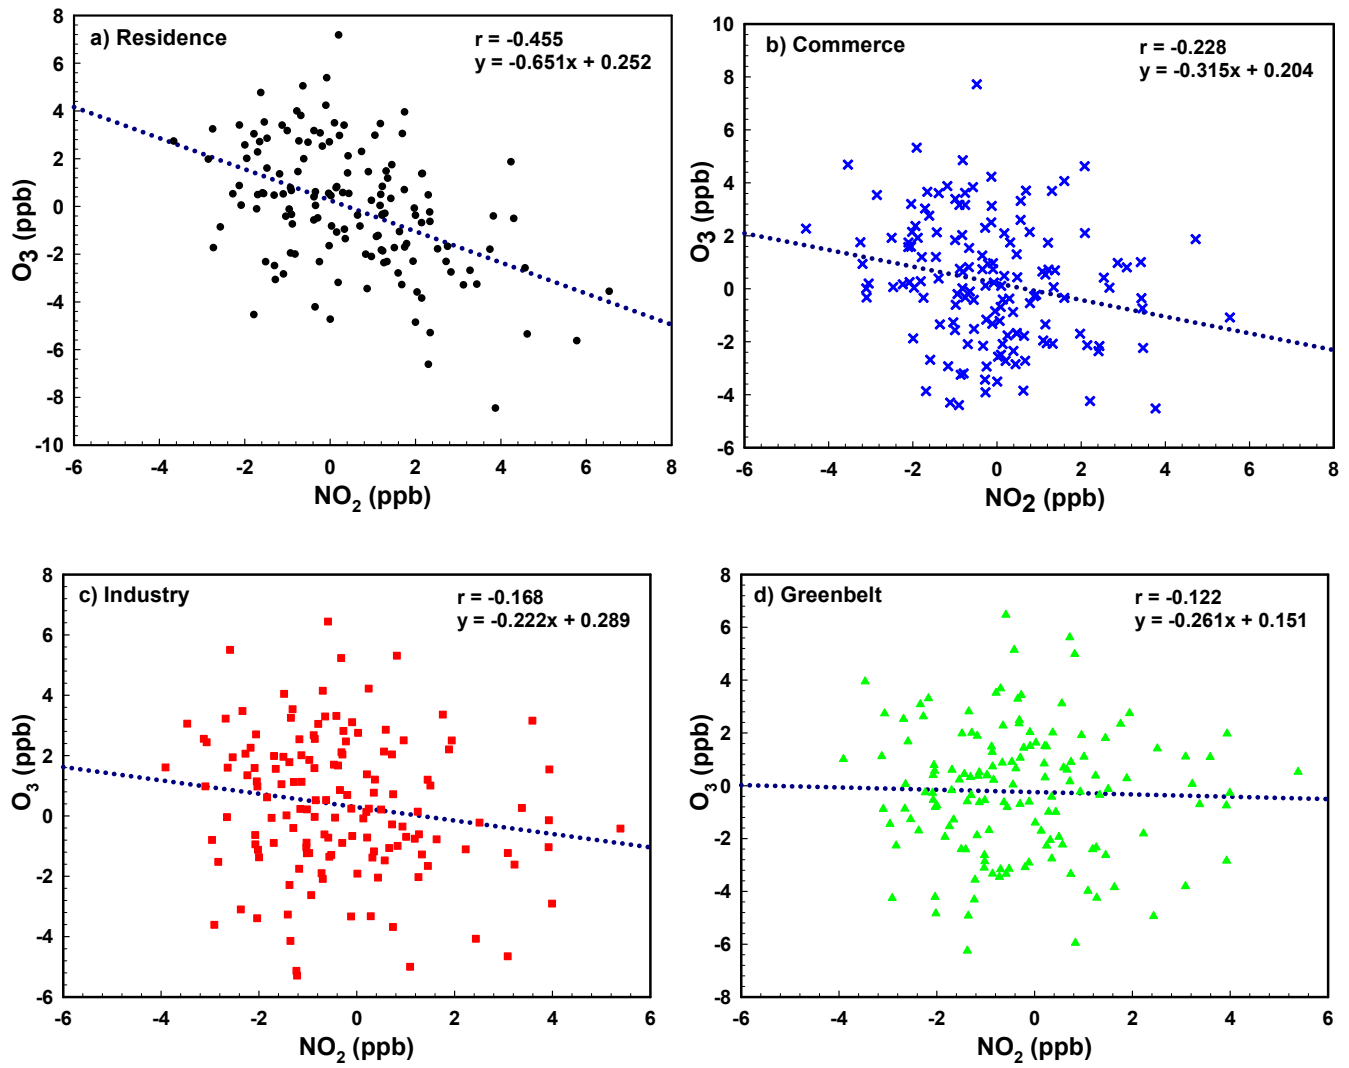 a) Residence
r = -0.455
y = -0.651x + 0.252
8
6
4
2
0
-2
-4
-6
-8
-10
O3 (ppb)
-6 -4 -2 0 2 4 6 8
NO2 (ppb)
b) Commerce
r = -0.228
y = -0.315x + 0.204
10
8
6
4
2
0
-2
-4
-6
O3 (ppb)
-6 -4 -2 0 2 4 6 8
NO2 (ppb)
c) Industry
r = -0.168
y = -0.222x + 0.289
8
6
4
2
0
-2
-4
-6
O3 (ppb)
-6 -4 -2 0 2 4 6
NO2 (ppb)
d) Greenbelt
r = -0.122
y = -0.261x + 0.151
8
6
4
2
0
-2
-4
-6
-8
O3 (ppb)
-6 -4 -2 0 2 4 6
NO2 (ppb)